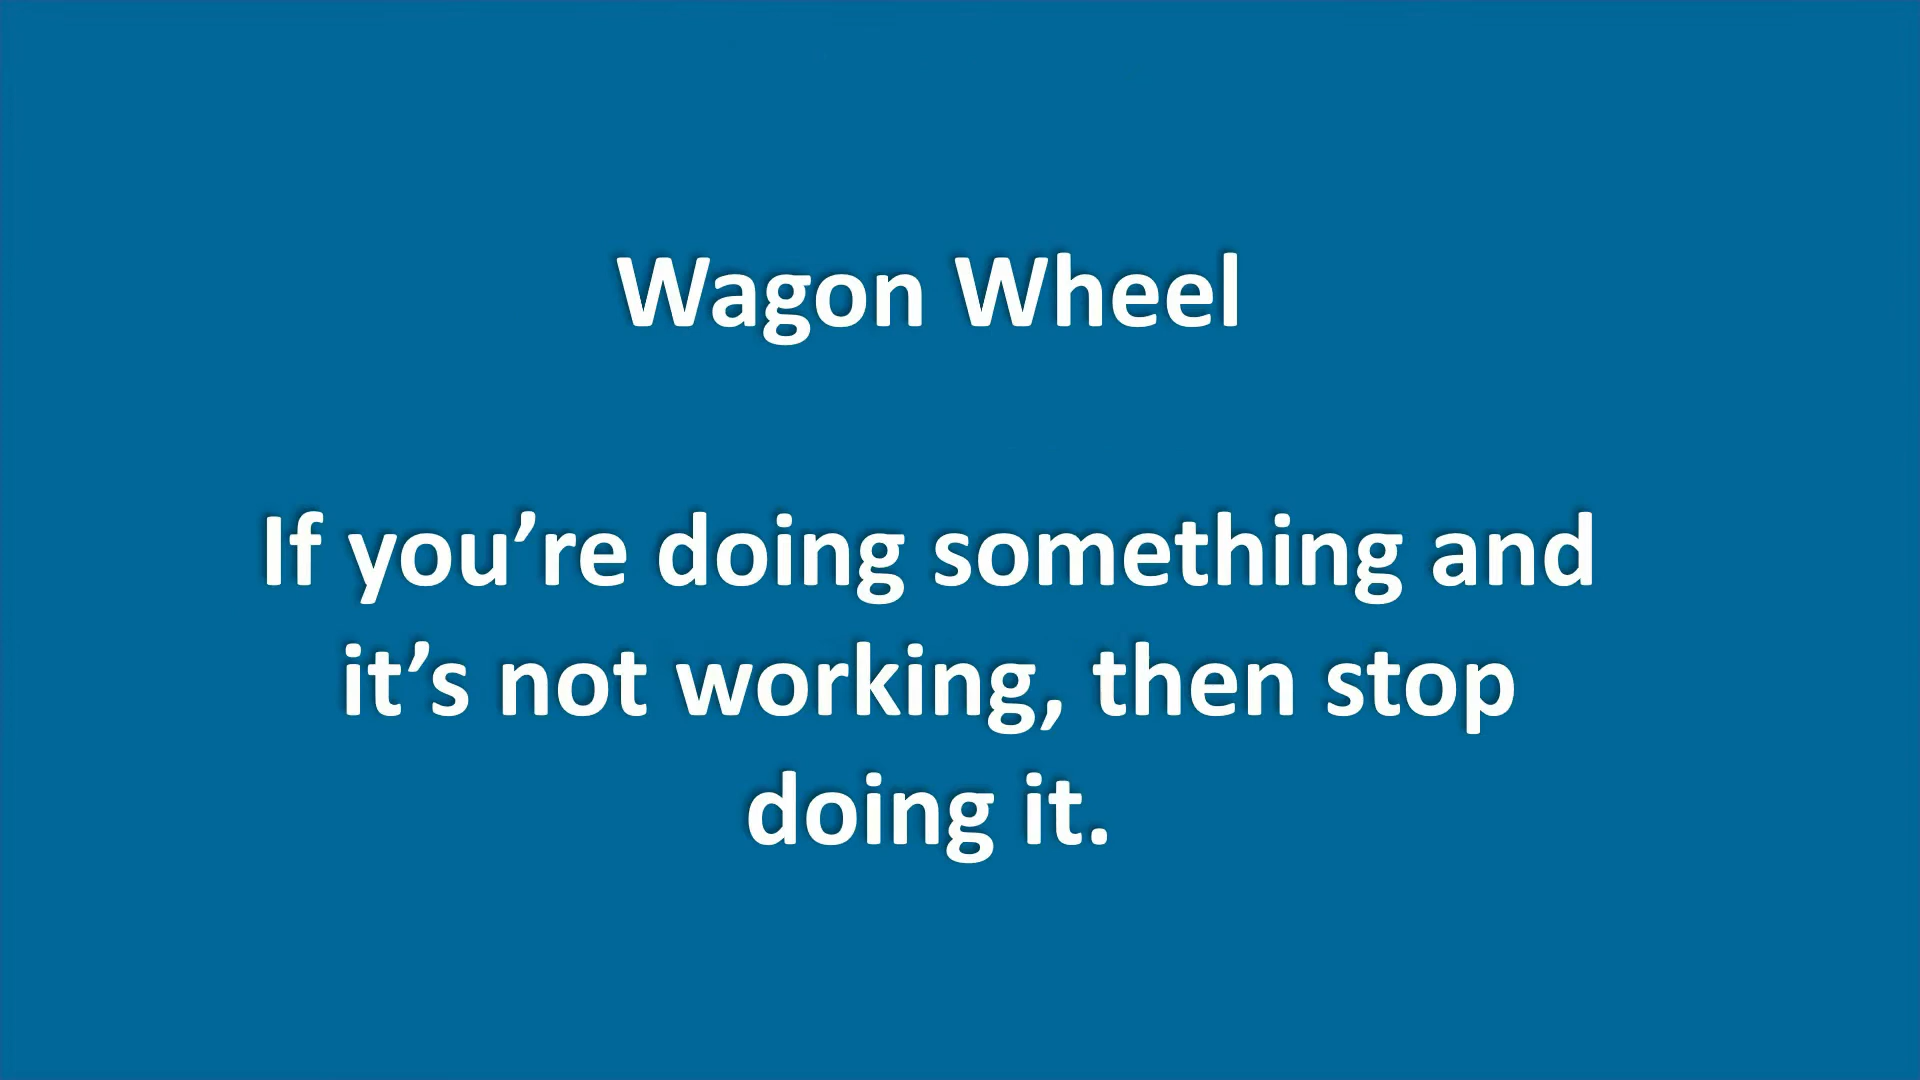 Wagon Wheel
If you’re doing something and
it’s not working, then stop
doing it.